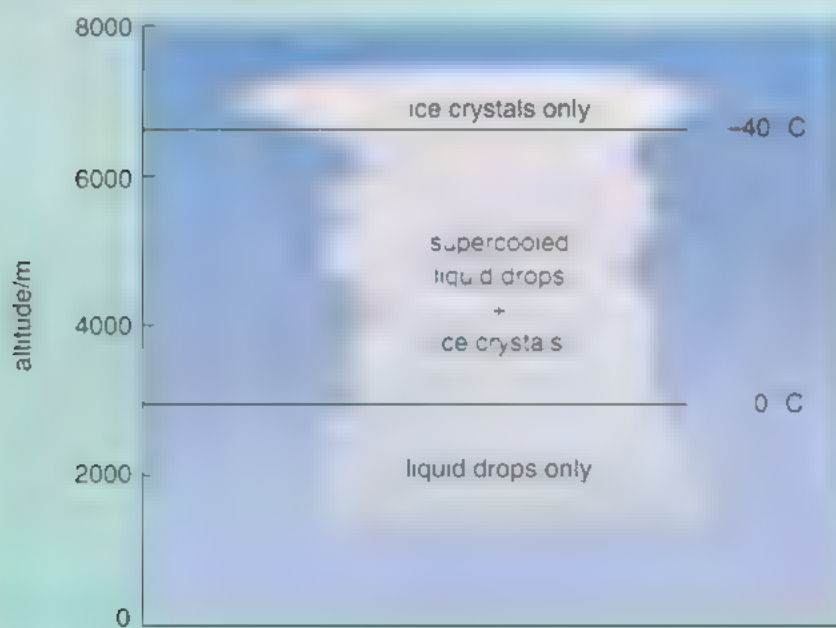 8000
ice crystals only
–40 C
6000
supercooled
liquid drops
+
ice crystals
4000
altitude/m
0 C
liquid drops only
2000
0